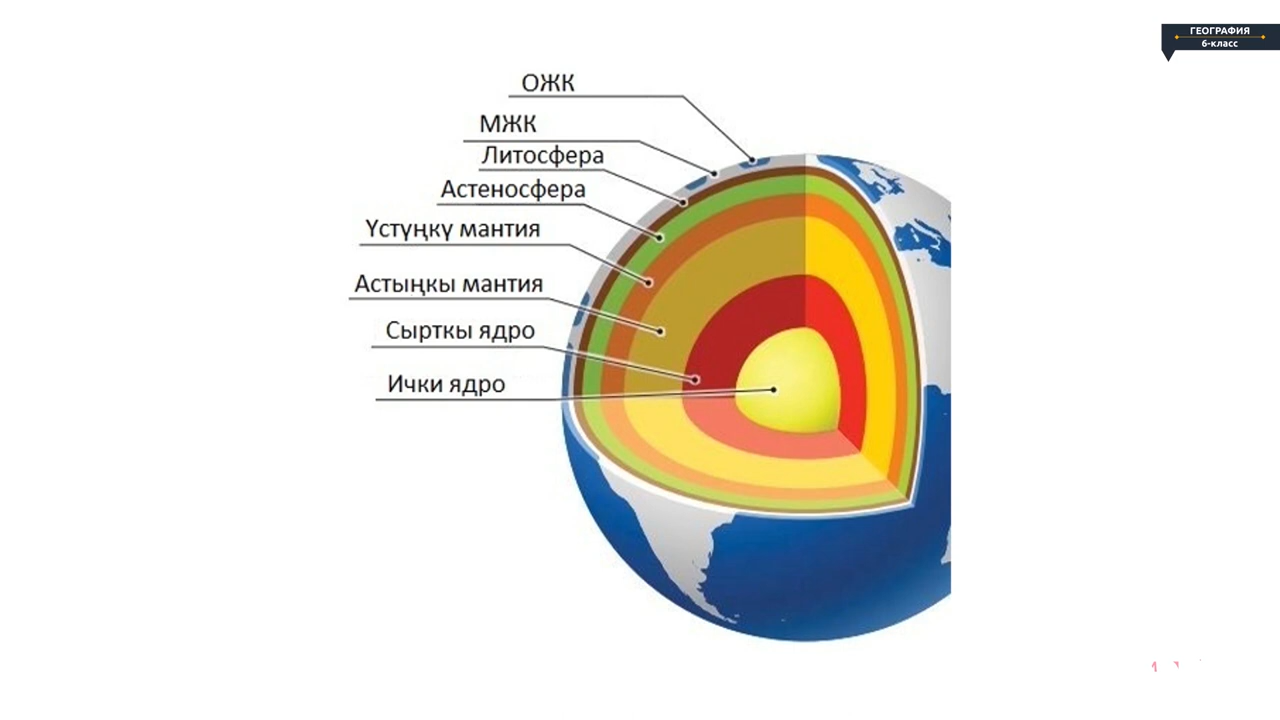 ГЕОГРАФИЯ
6-класс
ОЖК
МЖК
Литосфера
Астеносфера
Үстүңкү мантия
Астыңкы мантия
Сырткы ядро
Ички ядро